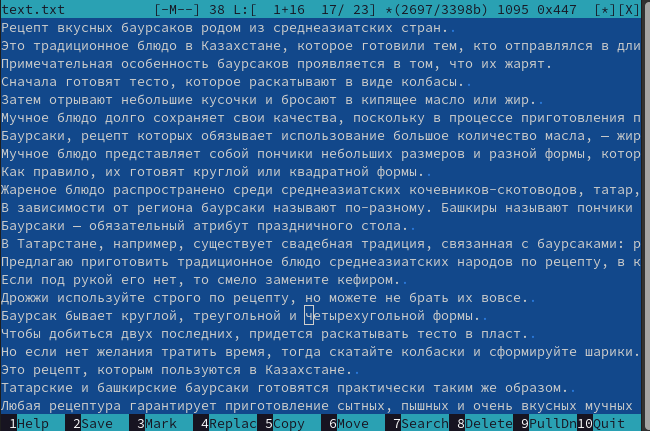 text.txt [-M--] 38 L:[ 1+16 17/ 23] *(2697/3398b) 1095 0x447 [*][X]
Рецепт вкусных баурсаков родом из среднеазиатских стран..
Это традиционное блюдо в Казахстане, которое готовили тем, кто отправлялся в дли
Примечательная особенность баурсаков проявляется в том, что их жарят.
Сначала готовят тесто, которое раскатывают в виде колбасы..
Затем отрывают небольшие кусочки и бросают в кипящее масло или жир..
Мучное блюдо долго сохраняет свои качества, поскольку в процессе приготовления п
Баурсаки, рецепт которых обязывает использование большое количество масла, – жир
Мучное блюдо представляет собой пончики небольших размеров и разной формы, котор
Как правило, их готовят круглой или квадратной формы..
Жареное блюдо распространено среди среднеазиатских кочевников-скотоводов, татар,
В зависимости от региона баурсаки называют по-разному. Башкиры называют пончики
Баурсаки – обязательный атрибут праздничного стола..
В Татарстане, например, существует свадебная традиция, связанная с баурсаками: р
Предлагаю приготовить традиционное блюдо среднеазиатских народов по рецепту, в к
Если под рукой его нет, то смело замените кефиром..
Дрожжи используйте строго по рецепту, но можете не брать их вовсе..
Баурсак бывает круглой, треугольной и четырехугольной формы..
Чтобы добиться двух последних, придется раскатывать тесто в пласт..
Но если нет желания тратить время, тогда скатайте колбаски и сформируйте шарики.
Это рецепт, которым пользуются в Казахстане..
Татарские и башкирские баурсаки готовятся практически таким же образом..
Любая рецептура гарантирует приготовление сытных, пышных и очень вкусных мучных
1Help 2Save 3Mark 4Replac 5Copy 6Move 7Search 8Delete 9PullDn 10Quit